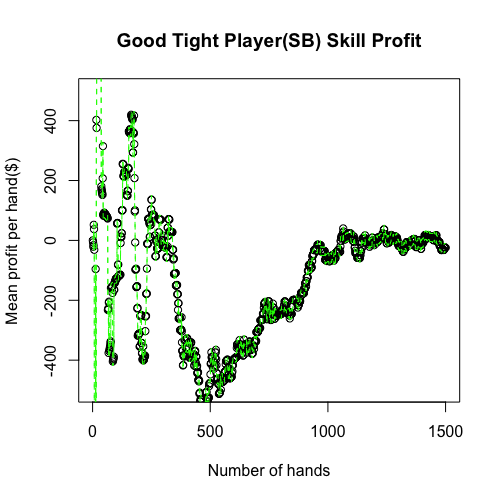 Good Tight Player(SB) Skill Profit
Mean profit per hand($)
400
200
0
-200
-400
0 500 1000 1500
Number of hands